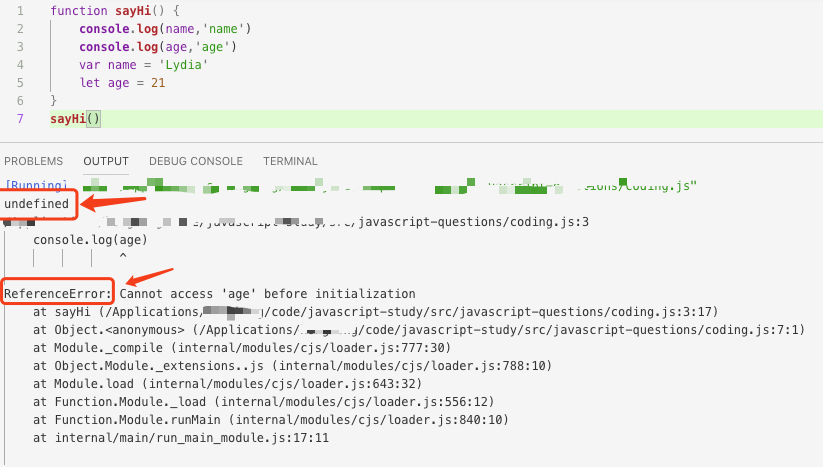 1 function sayHi() {
2 console.log(name,'name')
3 console.log(age,'age')
4 var name = 'Lydia'
5 let age = 21
6 }
7 sayHi()
PROBLEMS OUTPUT DEBUG CONSOLE TERMINAL
[Running] coding.js"
undefined
/javascript-study/src/javascript-questions/coding.js:3
console.log(age)
^
ReferenceError: Cannot access 'age' before initialization
at sayHi (/Applications/ /code/javascript-study/src/javascript-questions/coding.js:3:17)
at Object.<anonymous> (/Applications/ /code/javascript-study/src/javascript-questions/coding.js:7:1)
at Module._compile (internal/modules/cjs/loader.js:777:30)
at Object.Module._extensions..js (internal/modules/cjs/loader.js:788:10)
at Module.load (internal/modules/cjs/loader.js:643:32)
at Function.Module._load (internal/modules/cjs/loader.js:556:12)
at Function.Module.runMain (internal/modules/cjs/loader.js:840:10)
at internal/main/run_main_module.js:17:11